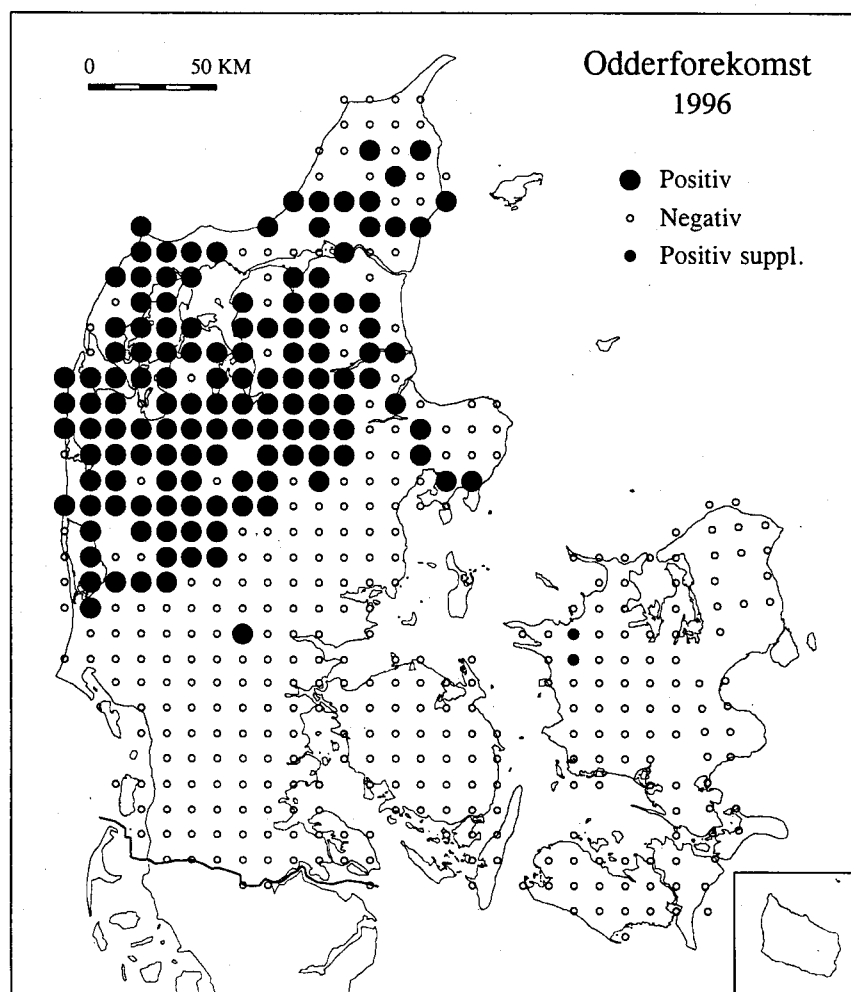 Odderforekomst
1996
0 50 KM
Positiv
Negativ
Positiv suppl.